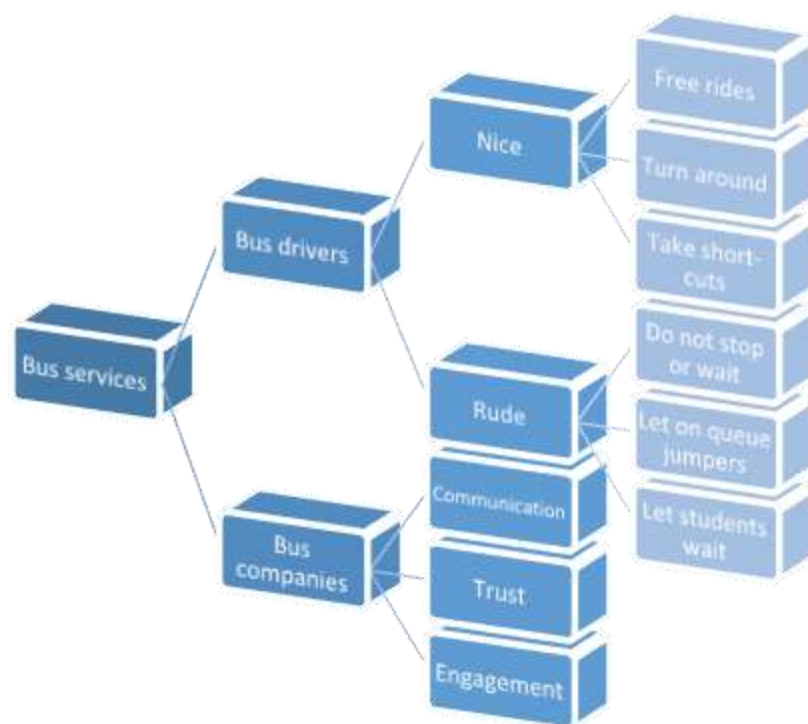 Bus services
Bus drivers
Nice
Free rides
Turn around
Take short-
cuts
Rude
Do not stop
or wait
Let on queue
jumpers
Let students
wait
Bus
companies
Communication
Trust
Engagement